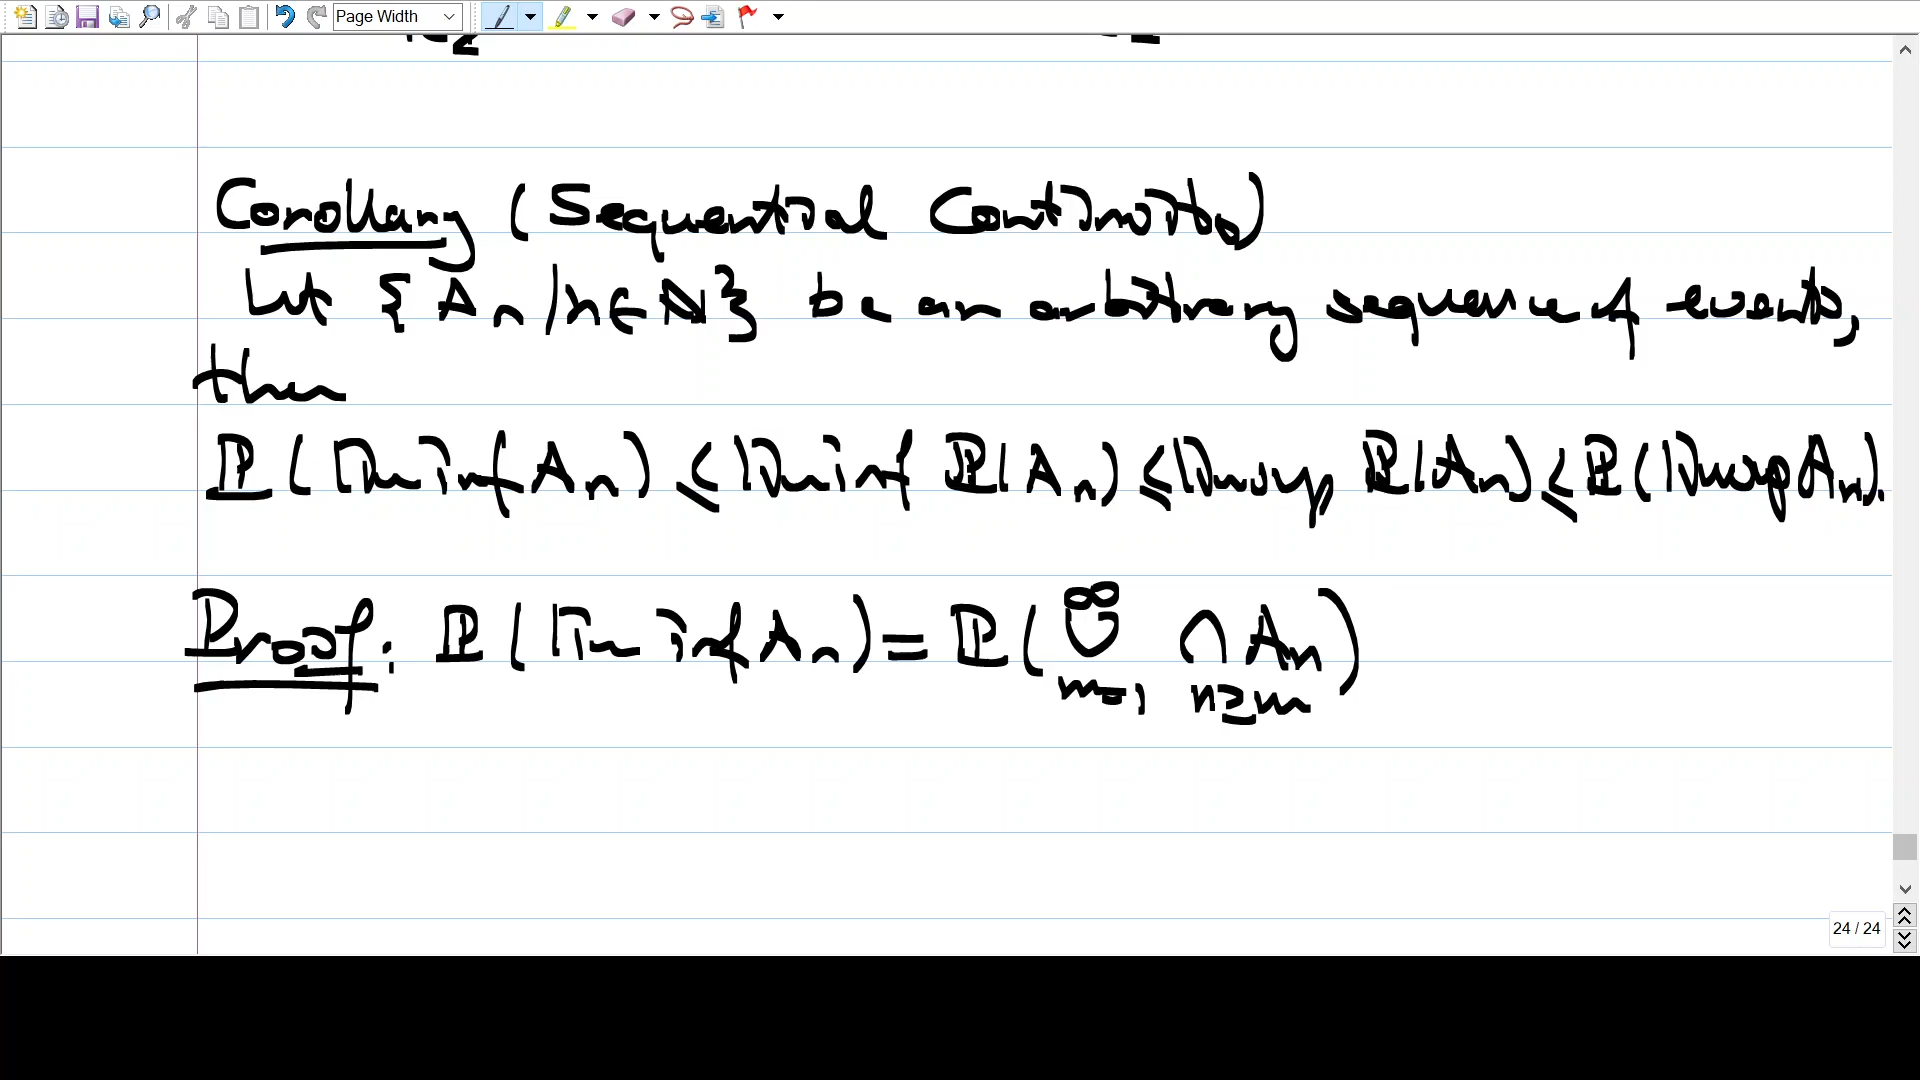 Page Width
Corollary (Sequential Continuity)
Let {Aₙ | n ∈ ℕ} be an arbitrary sequence of events,
then
ℙ(lim inf Aₙ) ≤ lim inf ℙ(Aₙ) ≤ lim sup ℙ(Aₙ) ≤ ℙ(lim sup Aₙ).
Proof: ℙ(lim inf Aₙ) = ℙ(∪_{m=1}^{∞} ∩_{n≥m} Aₙ)
24 / 24